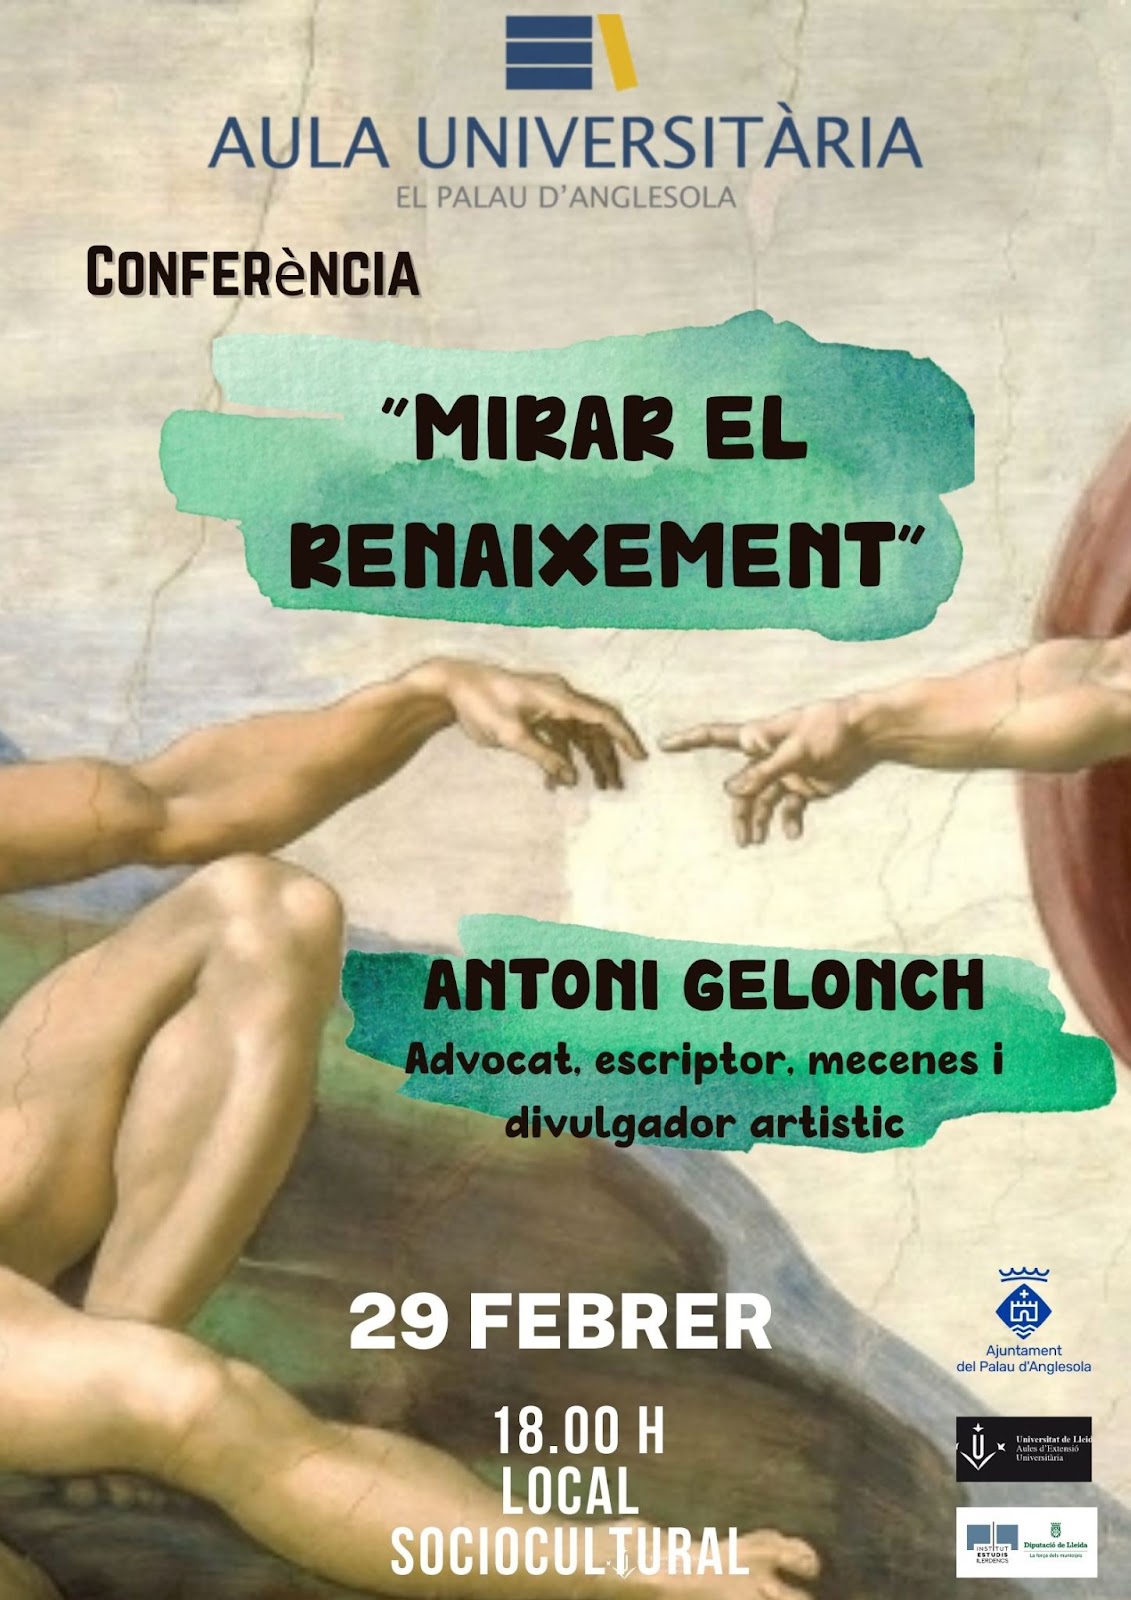 AULA UNIVERSITÀRIA
EL PALAU D'ANGLESOLA
CONFERèNCIA
"MIRAR EL
RENAIXEMENT"
ANTONI GELONCH
Advocat, escriptor, mecenes i
divulgador artistic
29 FEBRER
18.00 H
LOCAL
SOCIOCULTURAL
Ajuntament
del Palau d'Anglesola
Universitat de Lleid
Aules d'Extensió
Universitària
INSTITUT
ESTUDIS
ILERDENCS
Diputació de Lleida
La força dels municipis